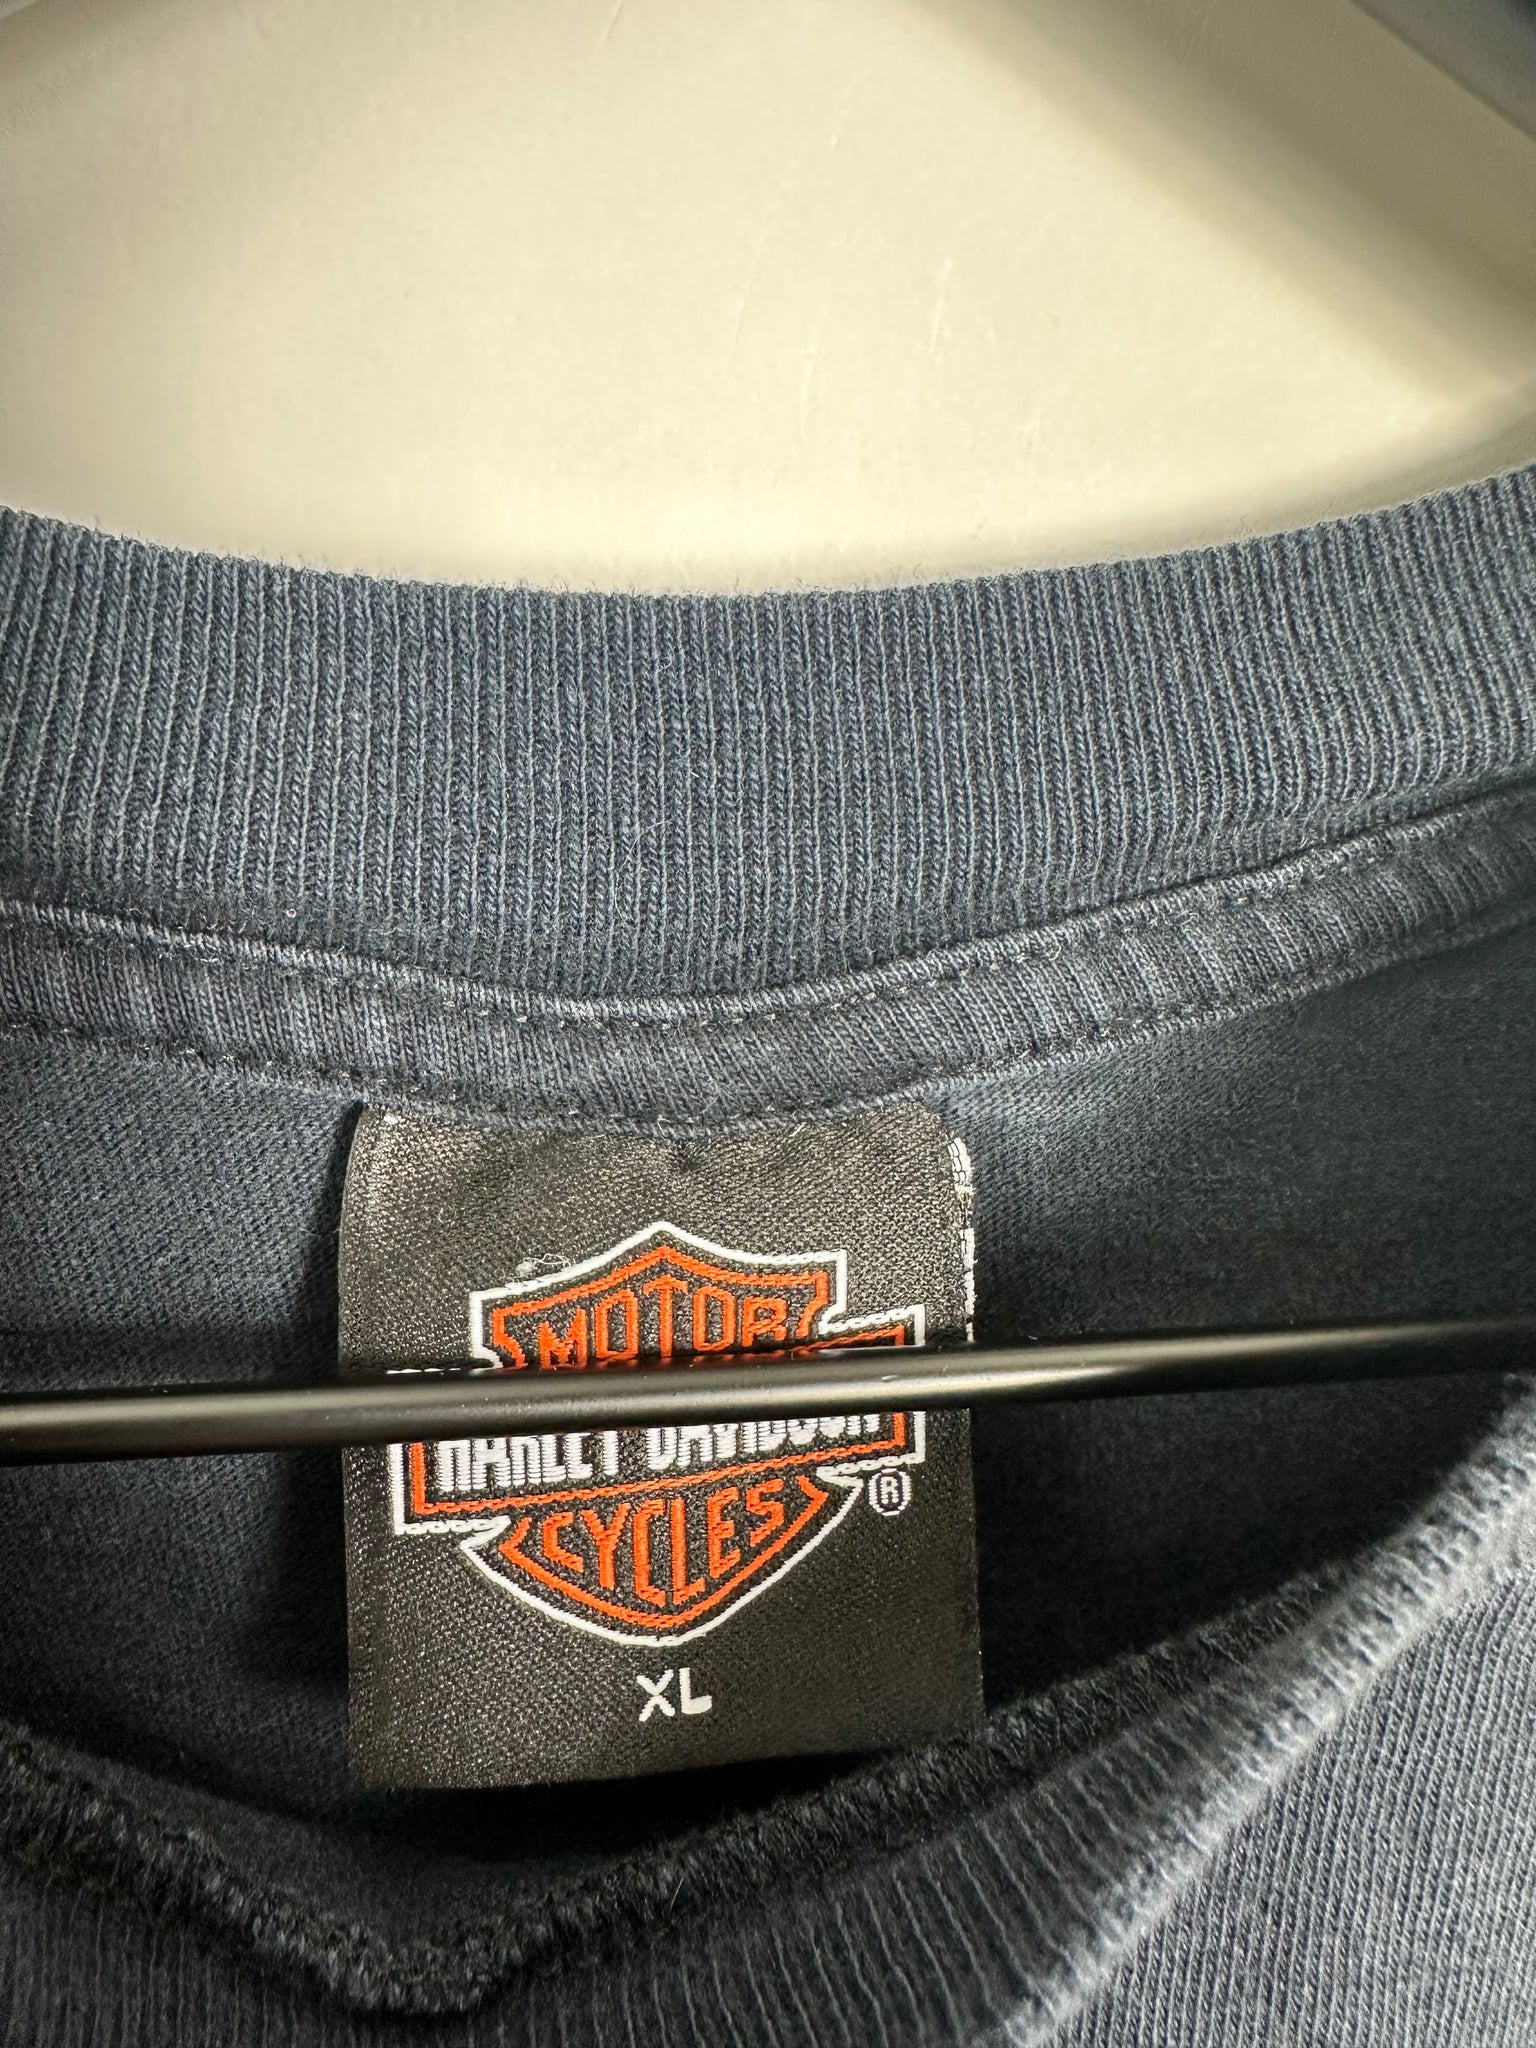 MOTOR
HARLEY-DAVIDSON
CYCLES
®
XL